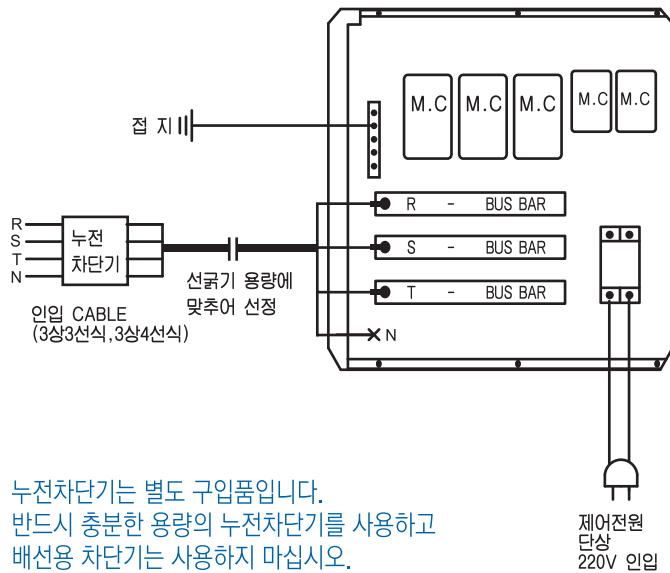 M.C M.C M.C M.C M.C
접 지
R - BUS BAR
S - BUS BAR
T - BUS BAR
N
R
S
T
N
누전
차단기
선굵기 용량에
맞추어 선정
인입 CABLE
(3상3선식,3상4선식)
제어전원
단상
220V 인입
누전차단기는 별도 구입품입니다.
반드시 충분한 용량의 누전차단기를 사용하고
배선용 차단기는 사용하지 마십시오.